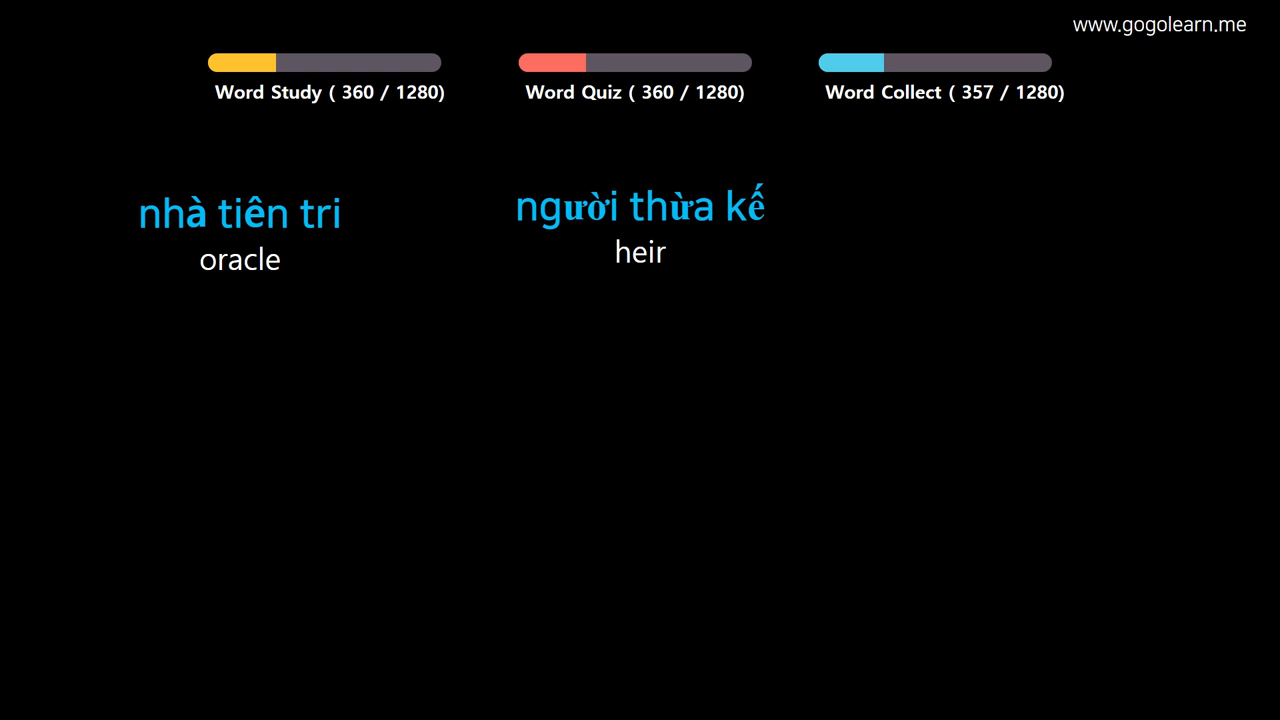 www.gogolearn.me
Word Study ( 360 / 1280)
Word Quiz ( 360 / 1280)
Word Collect ( 357 / 1280)
nhà tiên tri
oracle
người thừa kế
heir